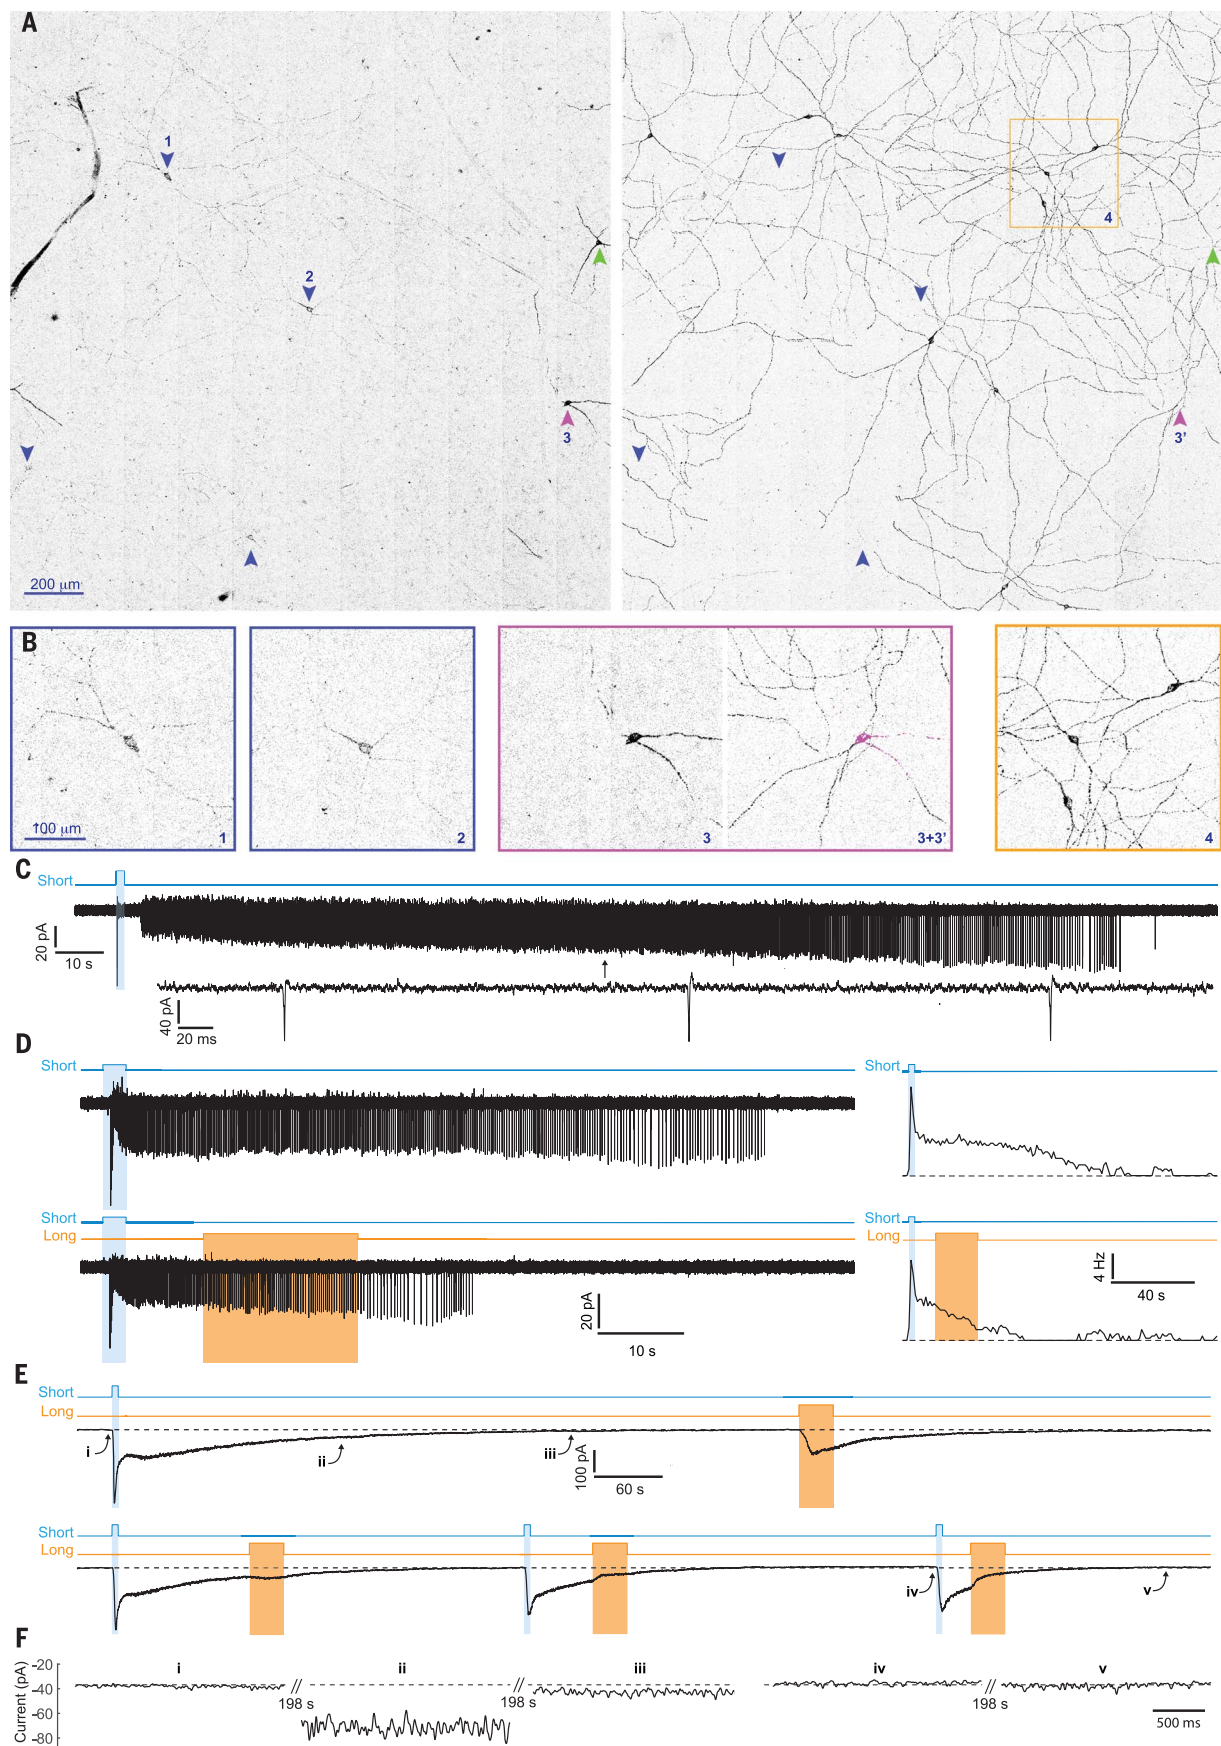 A
1
2
3
200 µm
4
3'
B
100 µm
1
2
3
3+3'
4
C
Short
20 pA
10 s
40 pA
20 ms
D
Short
Short
Short
Long
20 pA
10 s
Short
Long
4 Hz
40 s
E
Short
Long
i
ii
iii
100 pA
60 s
Short
Long
iv
v
F
Current (pA)
-20
-40
-60
-80
i
ii
iii
iv
v
198 s
198 s
198 s
500 ms